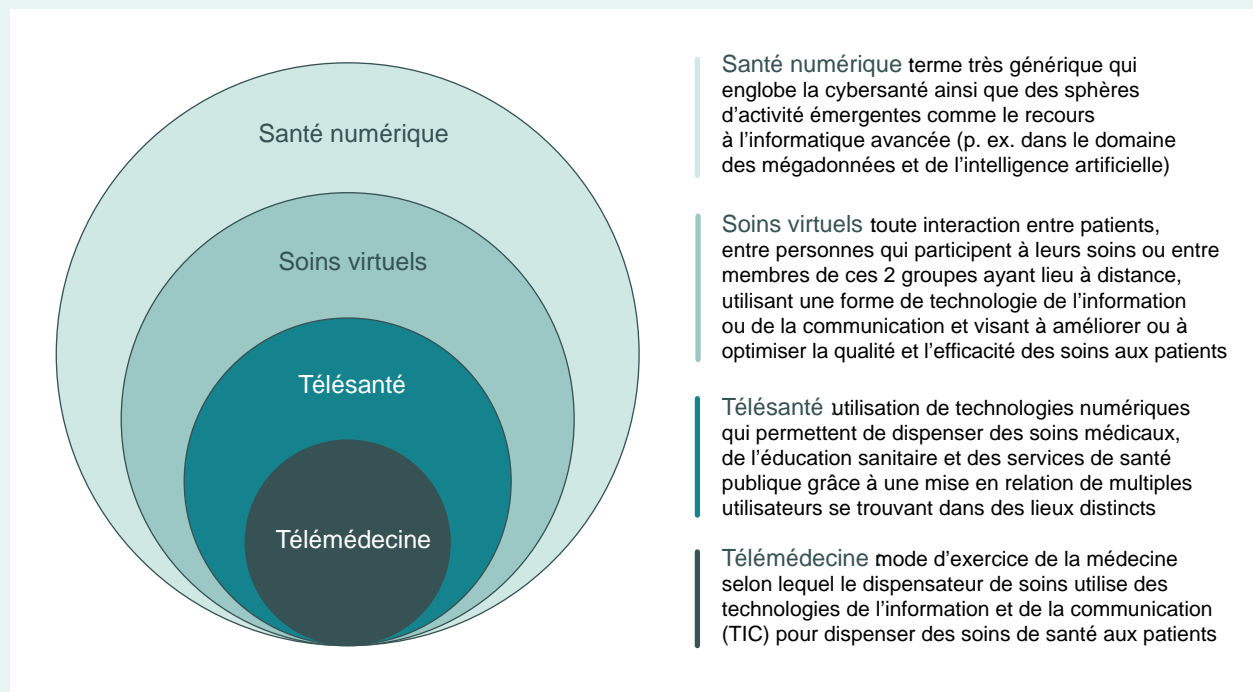 Santé numérique
Soins virtuels
Télésanté
Télémédecine
Santé numérique terme très générique qui
englobe la cybersanté ainsi que des sphères
d’activité émergentes comme le recours
à l’informatique avancée (p. ex. dans le domaine
des mégadonnées et de l’intelligence artificielle)
Soins virtuels toute interaction entre patients,
entre personnes qui participent à leurs soins ou entre
membres de ces 2 groupes ayant lieu à distance,
utilisant une forme de technologie de l’information
ou de la communication et visant à améliorer ou à
optimiser la qualité et l’efficacité des soins aux patients
Télésanté utilisation de technologies numériques
qui permettent de dispenser des soins médicaux,
de l’éducation sanitaire et des services de santé
publique grâce à une mise en relation de multiples
utilisateurs se trouvant dans des lieux distincts
Télémédecine mode d’exercice de la médecine
selon lequel le dispensateur de soins utilise des
technologies de l’information et de la communication
(TIC) pour dispenser des soins de santé aux patients